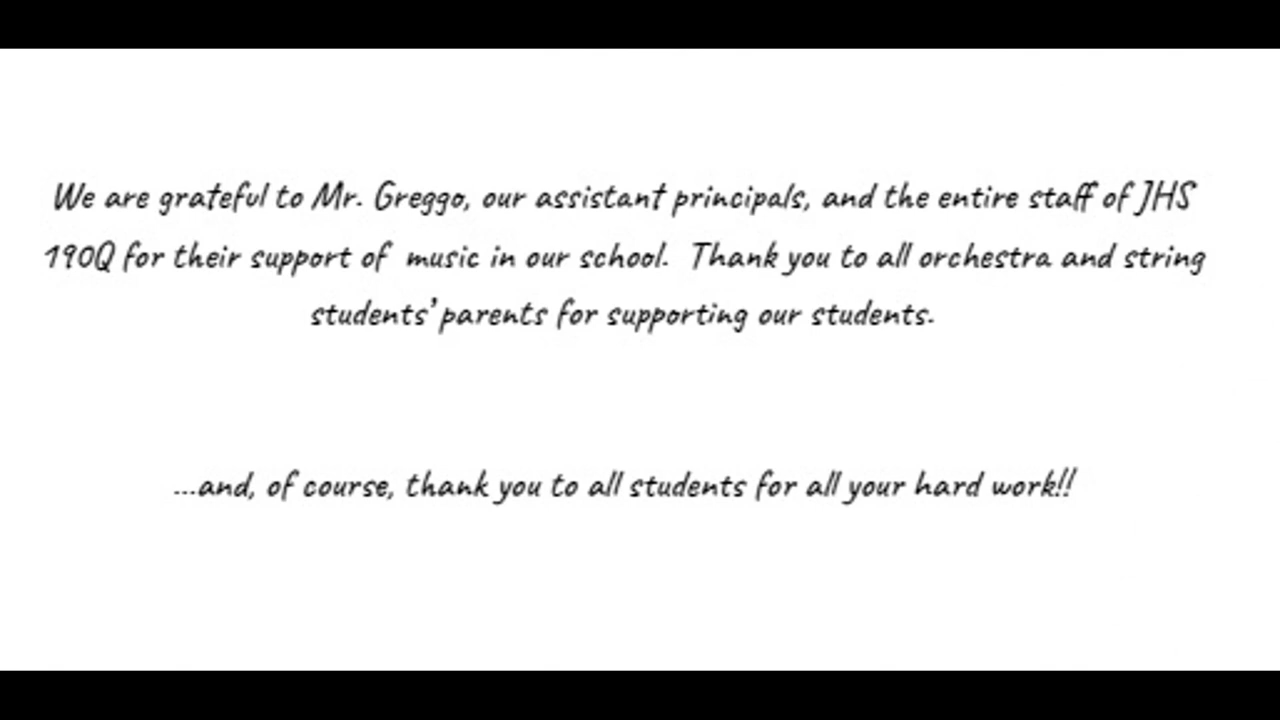 We are grateful to Mr. Greggo, our assistant principals, and the entire staff of JHS
190Q for their support of music in our school. Thank you to all orchestra and string
students' parents for supporting our students.
...and, of course, thank you to all students for all your hard work!!